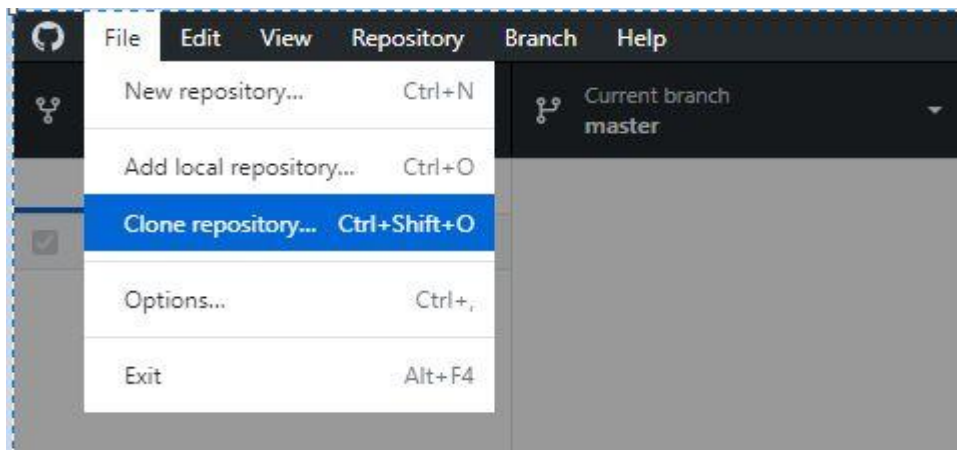 File Edit View Repository Branch Help
New repository... Ctrl+N
Current branch
master
Add local repository... Ctrl+O
Clone repository... Ctrl+Shift+O
Options... Ctrl+,
Exit Alt+F4